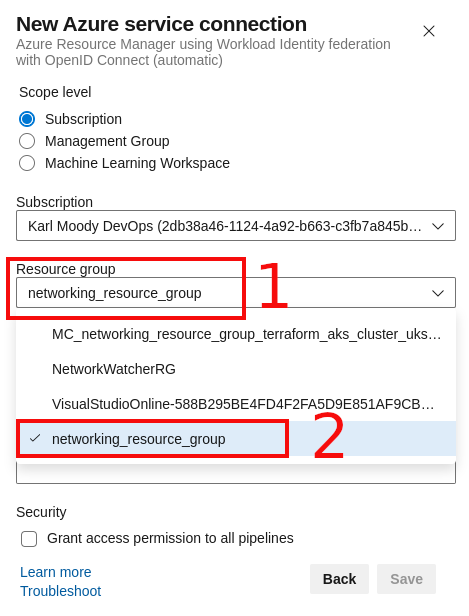 New Azure service connection
Azure Resource Manager using Workload Identity federation
with OpenID Connect (automatic)
Scope level
Subscription
Management Group
Machine Learning Workspace
Subscription
Karl Moody DevOps (2db38a46-1124-4a92-b663-c3fb7a845b...
Resource group
1
networking_resource_group
MC_networking_resource_group_terraform_aks_cluster_uks...
NetworkWatcherRG
VisualStudioOnline-588B295BE4FD4F2FA5D9E851AF9CB...
networking_resource_group
2
Security
Grant access permission to all pipelines
Learn more
Troubleshoot
Back
Save